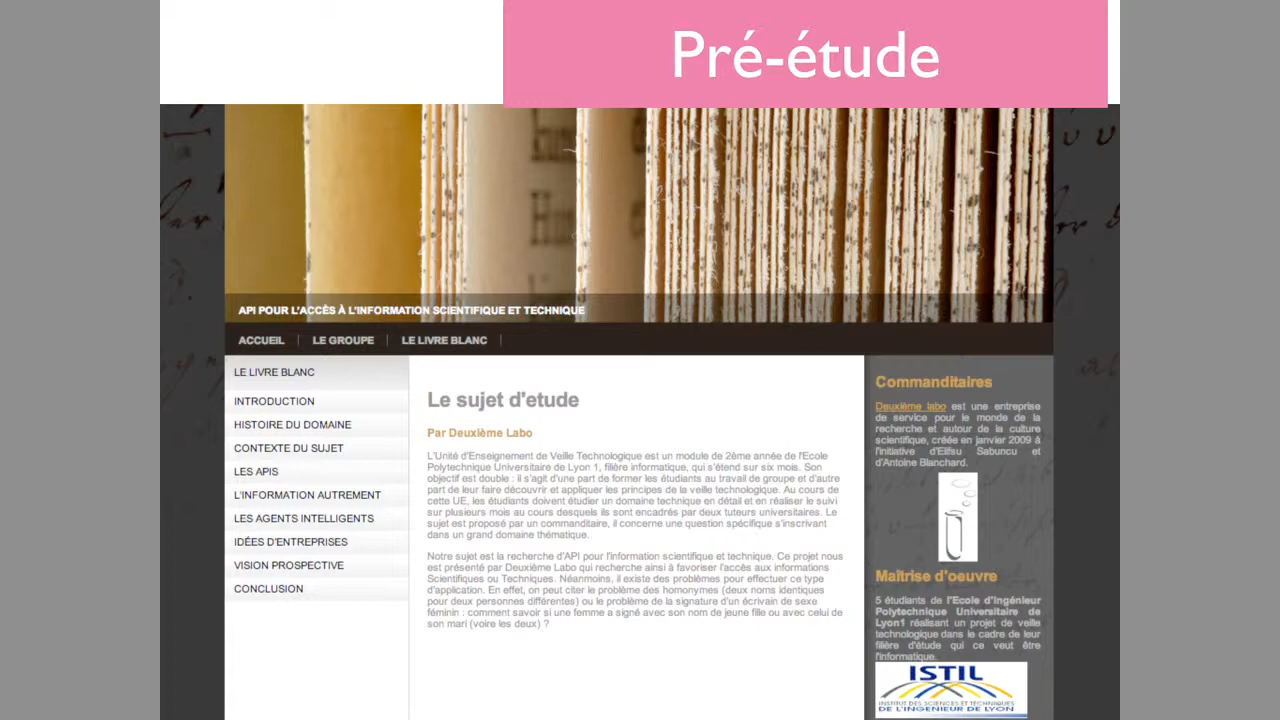 Pré-étude
API POUR L'ACCÈS À L'INFORMATION SCIENTIFIQUE ET TECHNIQUE
ACCUEIL | LE GROUPE | LE LIVRE BLANC |
LE LIVRE BLANC
INTRODUCTION
HISTOIRE DU DOMAINE
CONTEXTE DU SUJET
LES APIS
L'INFORMATION AUTREMENT
LES AGENTS INTELLIGENTS
IDÉES D'ENTREPRISES
VISION PROSPECTIVE
CONCLUSION
Le sujet d'etude
Par Deuxième Labo
L'Unité d'Enseignement de Veille Technologique est un module de 2ème année de l'Ecole
Polytechnique Universitaire de Lyon 1, filière informatique, qui s'étend sur six mois. Son
objectif est double : il s'agit d'une part de former les étudiants au travail de groupe et d'autre
part de leur faire découvrir et appliquer les principes de la veille technologique. Au cours de
cette UE, les étudiants doivent étudier un domaine technique en détail et en réaliser le suivi
sur plusieurs mois au cours desquels ils sont encadrés par deux tuteurs universitaires. Le
sujet est proposé par un commanditaire, il concerne une question spécifique s'inscrivant
dans un grand domaine thématique.
Notre sujet est la recherche d'API pour l'information scientifique et technique. Ce projet nous
est présenté par Deuxième Labo qui recherche ainsi à favoriser l'accès aux informations
Scientifiques ou Techniques. Néanmoins, il existe des problèmes pour effectuer ce type
d'application. En effet, on peut citer le problème des homonymes (deux noms identiques
pour deux personnes différentes) ou le problème de la signature d'un écrivain de sexe
féminin : comment savoir si une femme a signé avec son nom de jeune fille ou avec celui de
son mari (voire les deux) ?
Commanditaires
Deuxième labo est une entreprise
de service pour le monde de la
recherche et autour de la culture
scientifique, créée en janvier 2009 à
l'initiative d'Elifsu Sabuncu et
d'Antoine Blanchard.
Maîtrise d'oeuvre
5 étudiants de l'Ecole d'Ingénieur
Polytechnique Universitaire de
Lyon1 réalisant un projet de veille
technologique dans le cadre de leur
filière d'étude qui ce veut être
l'informatique.
ISTIL
INSTITUT DES SCIENCES ET TECHNIQUES
DE L'INGENIEUR DE LYON